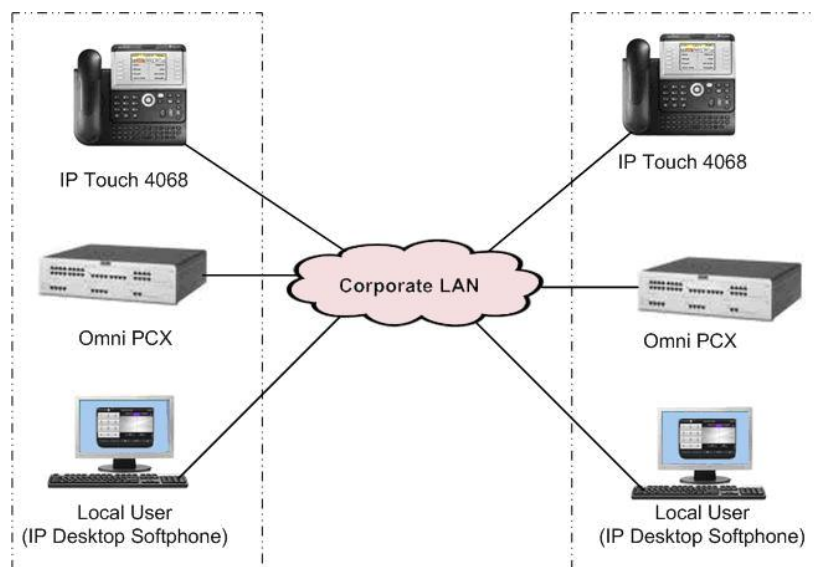 IP Touch 4068
IP Touch 4068
Corporate LAN
Omni PCX
Omni PCX
Local User
(IP Desktop Softphone)
Local User
(IP Desktop Softphone)